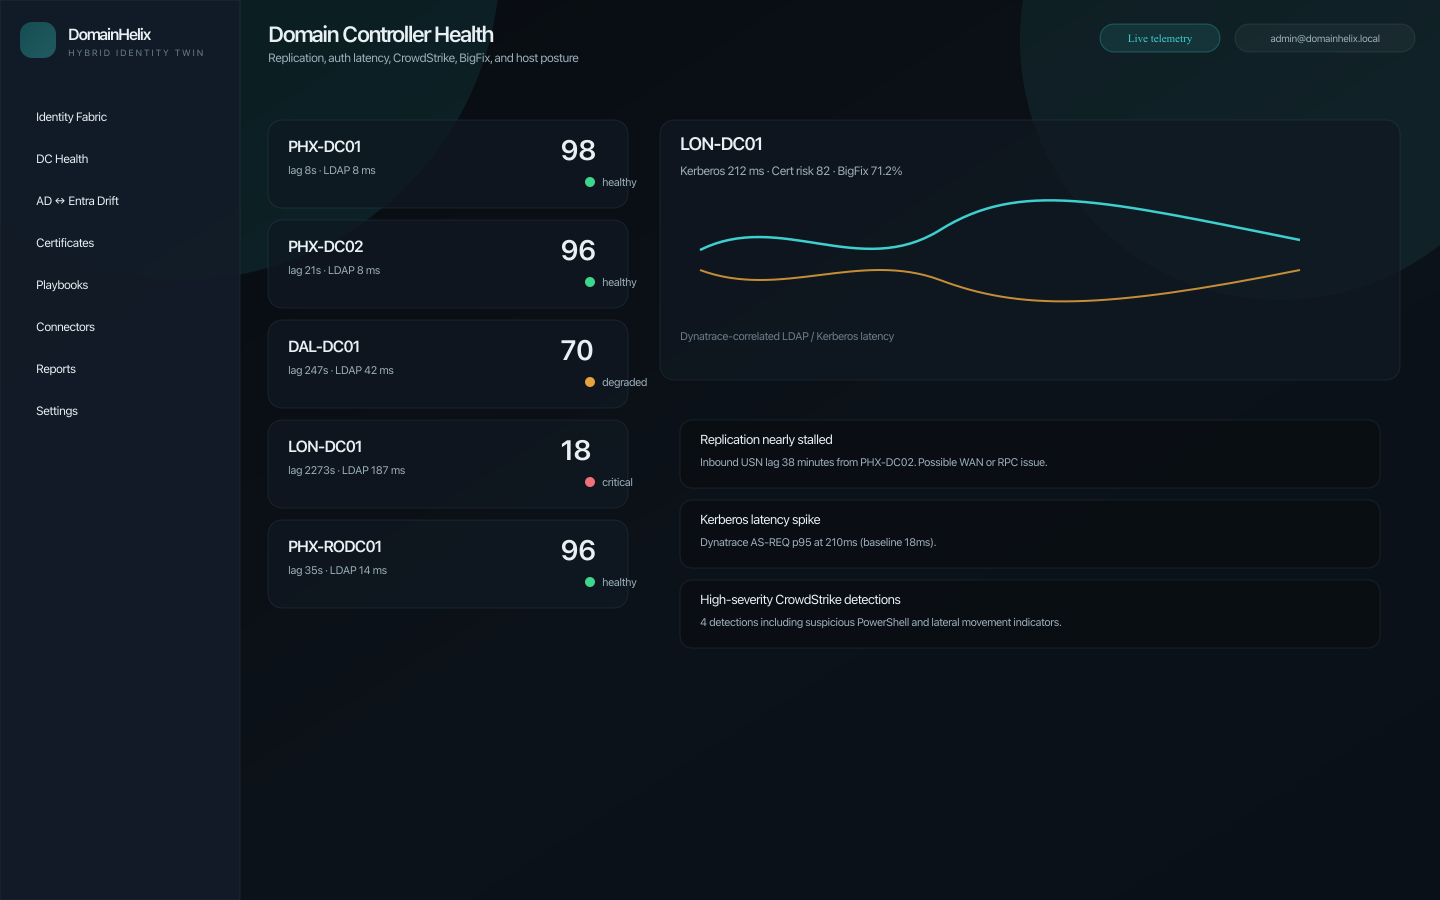 DomainHelix
HYBRID IDENTITY TWIN
Identity Fabric
DC Health
AD ↔ Entra Drift
Certificates
Playbooks
Connectors
Reports
Settings
Domain Controller Health
Replication, auth latency, CrowdStrike, BigFix, and host posture
Live telemetry
admin@domainhelix.local
PHX-DC01
98
lag 8s · LDAP 8 ms
healthy
PHX-DC02
96
lag 21s · LDAP 8 ms
healthy
DAL-DC01
70
lag 247s · LDAP 42 ms
degraded
LON-DC01
18
lag 2273s · LDAP 187 ms
critical
PHX-RODC01
96
lag 35s · LDAP 14 ms
healthy
LON-DC01
Kerberos 212 ms · Cert risk 82 · BigFix 71.2%
Dynatrace-correlated LDAP / Kerberos latency
Replication nearly stalled
Inbound USN lag 38 minutes from PHX-DC02. Possible WAN or RPC issue.
Kerberos latency spike
Dynatrace AS-REQ p95 at 210ms (baseline 18ms).
High-severity CrowdStrike detections
4 detections including suspicious PowerShell and lateral movement indicators.